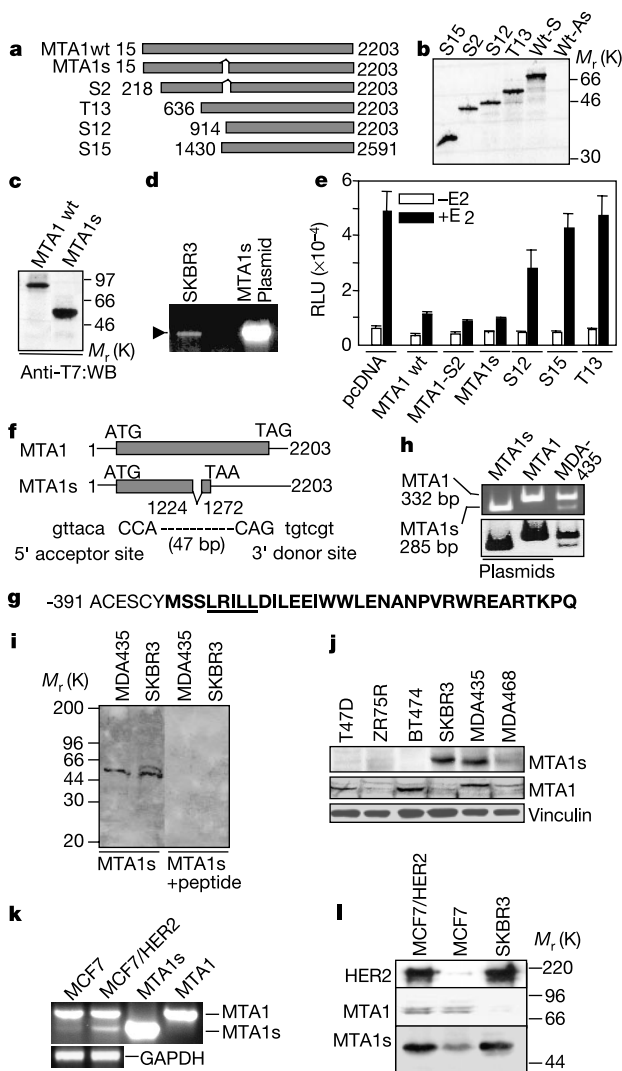 a
MTA1wt 15 2203
MTA1s 15 2203
S2 218 2203
T13 636 2203
S12 914 2203
S15 1430 2591
b
S15 S2 S12 T13 Wt-S Wt-As
Mr (K)
66
46
30
c
MTA1 wt MTA1s
97
66
46
Mr (K)
Anti-T7:WB
d
SKBR3 MTA1s Plasmid
e
RLU (×10⁻⁴)
6
4
2
1
0
–E2
+E 2
pcDNA MTA1 wt MTA1-S2 MTA1s S12 S15 T13
f
ATG TAG
MTA1 1 2203
ATG TAA
MTA1s 1 2203
1224 1272
gttaca CCA ----------- CAG tgtcgt
(47 bp)
5' acceptor site 3' donor site
h
MTA1s MTA1 MDA-435
MTA1
332 bp
MTA1s
285 bp
Plasmids
g -391 ACESCYMSSLRILLDILEEIWWLENANPVRWREARTKPQ
i
MDA435 SKBR3 MDA435 SKBR3
Mr (K)
200
96
66
44
30
20
MTA1s MTA1s
+peptide
j
T47D ZR75R BT474 SKBR3 MDA435 MDA468
MTA1s
MTA1
Vinculin
k
MCF7 MCF7/HER2 MTA1s MTA1
MTA1
MTA1s
GAPDH
l
MCF7/HER2 MCF7 SKBR3
Mr (K)
HER2 220
MTA1 96
66
MTA1s
44